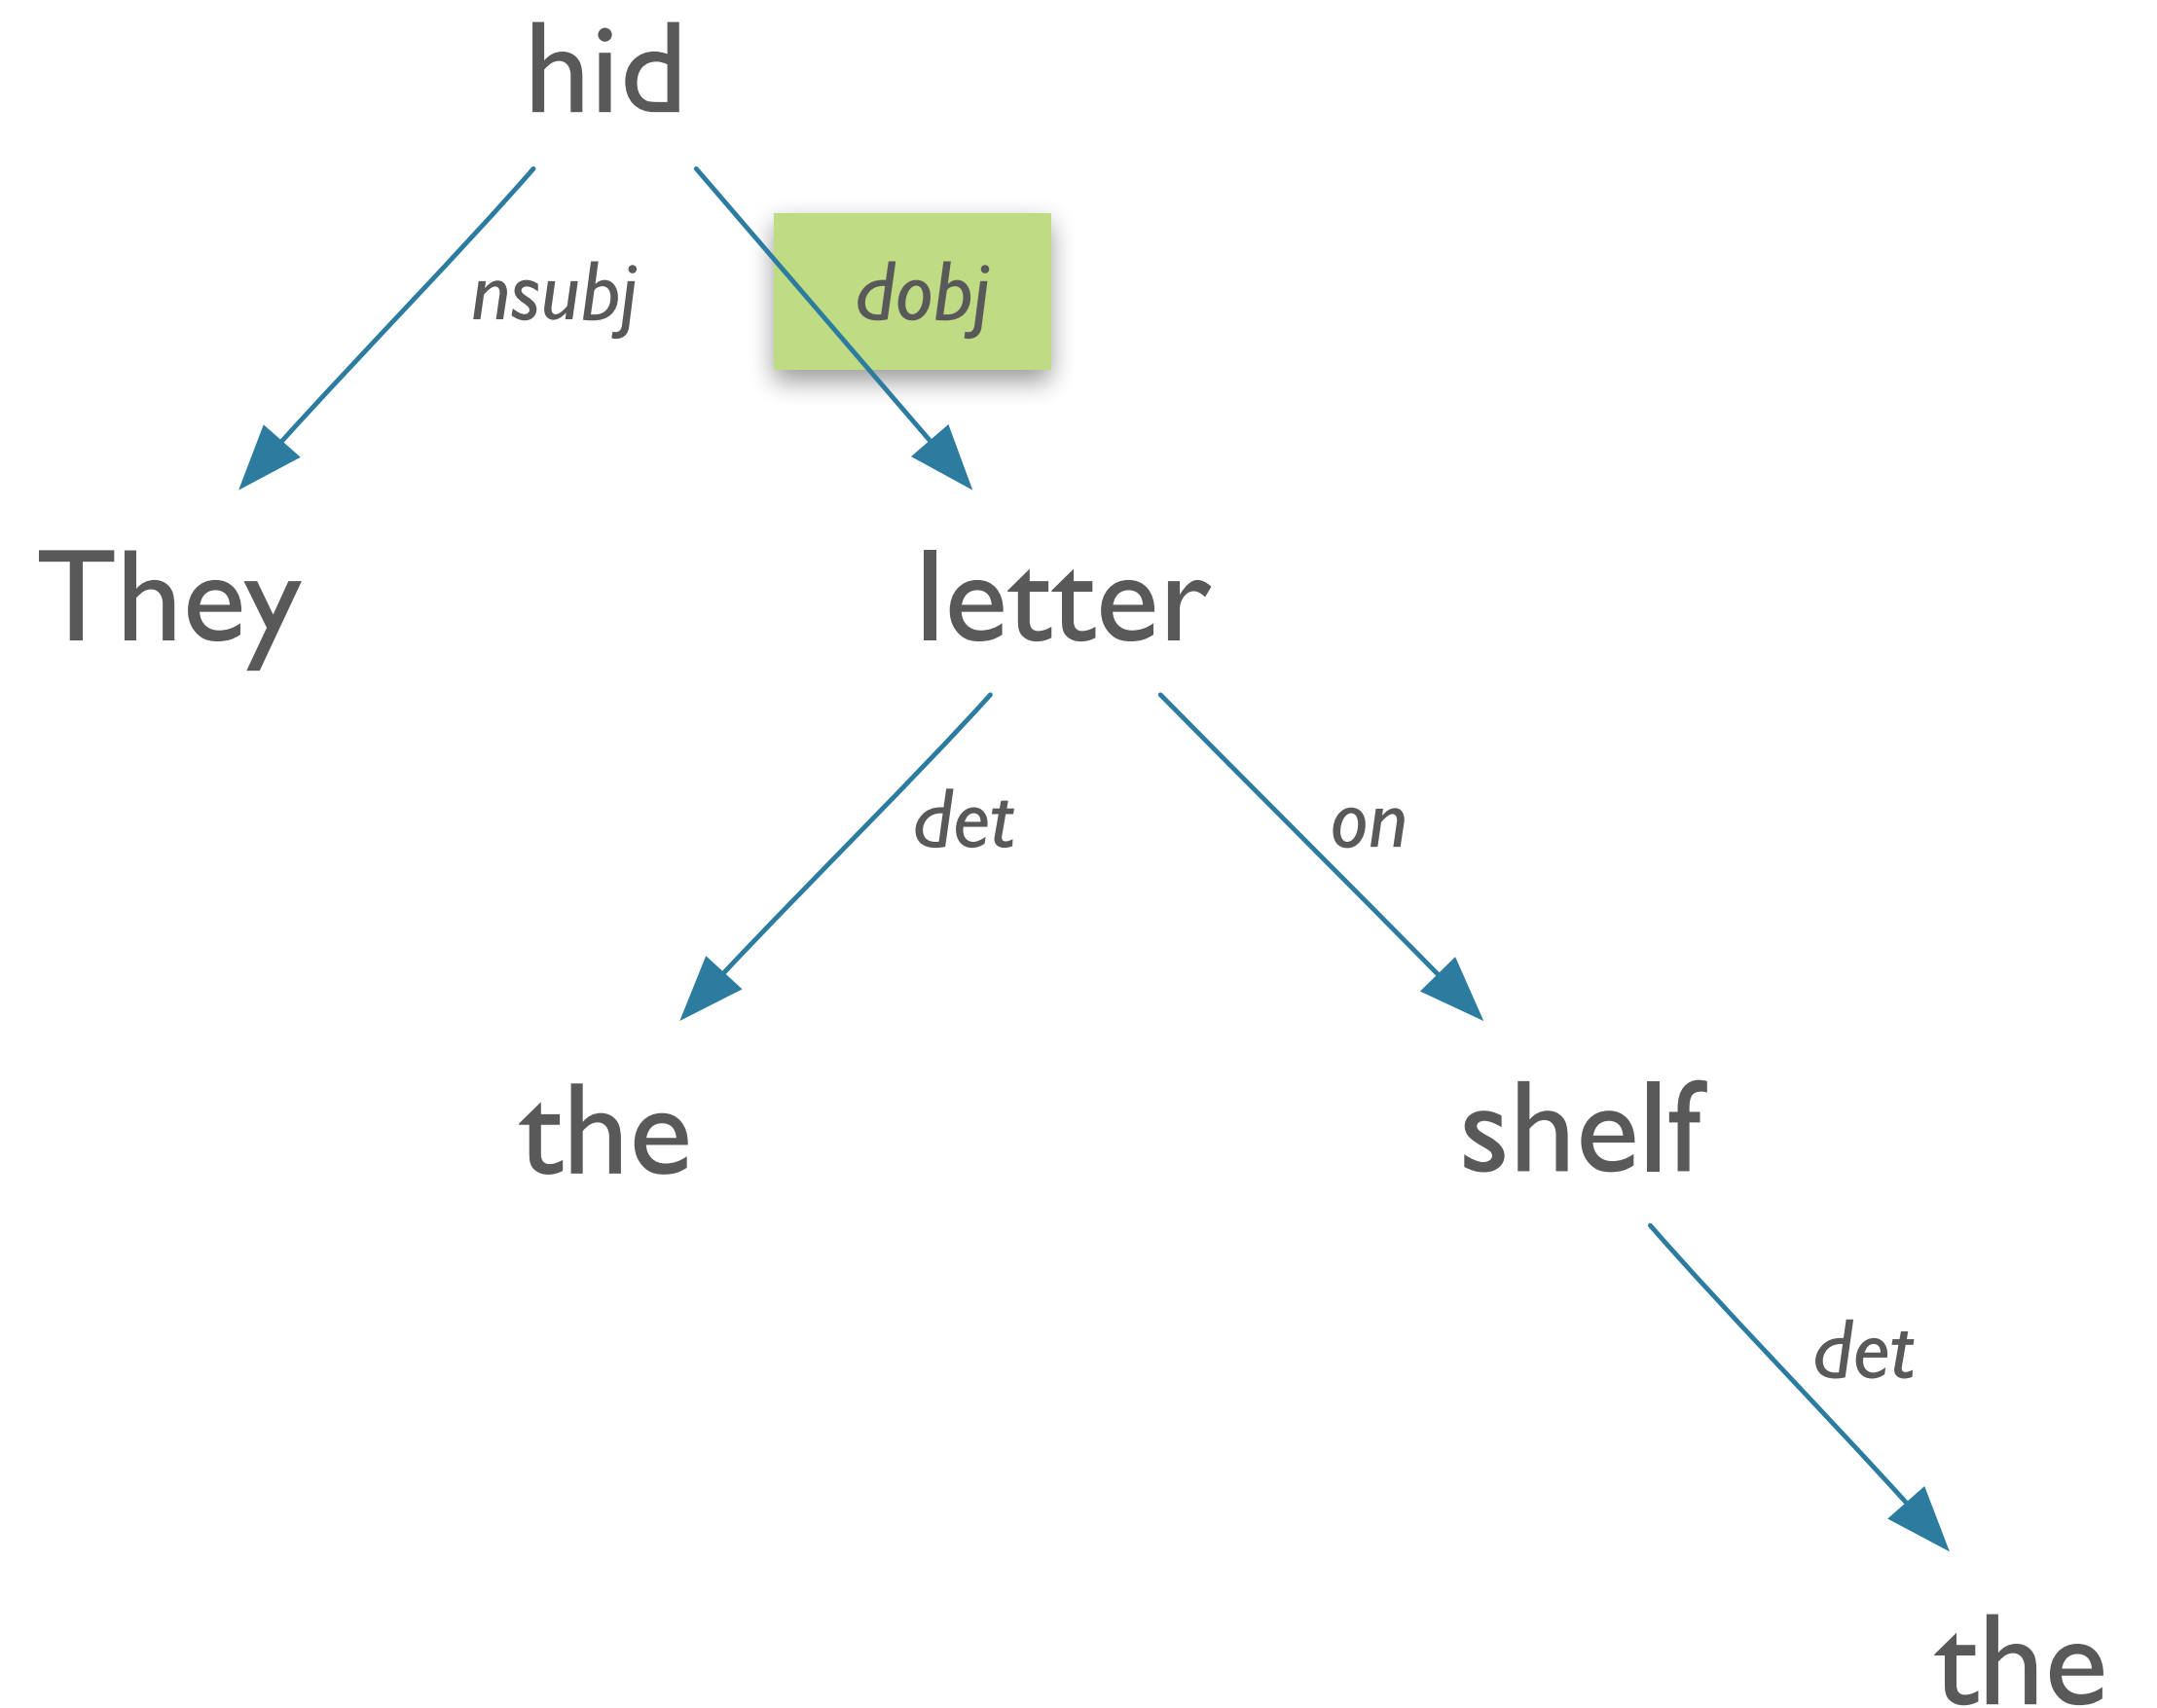 hid
nsubj dobj
They letter
det on
the shelf
det
the